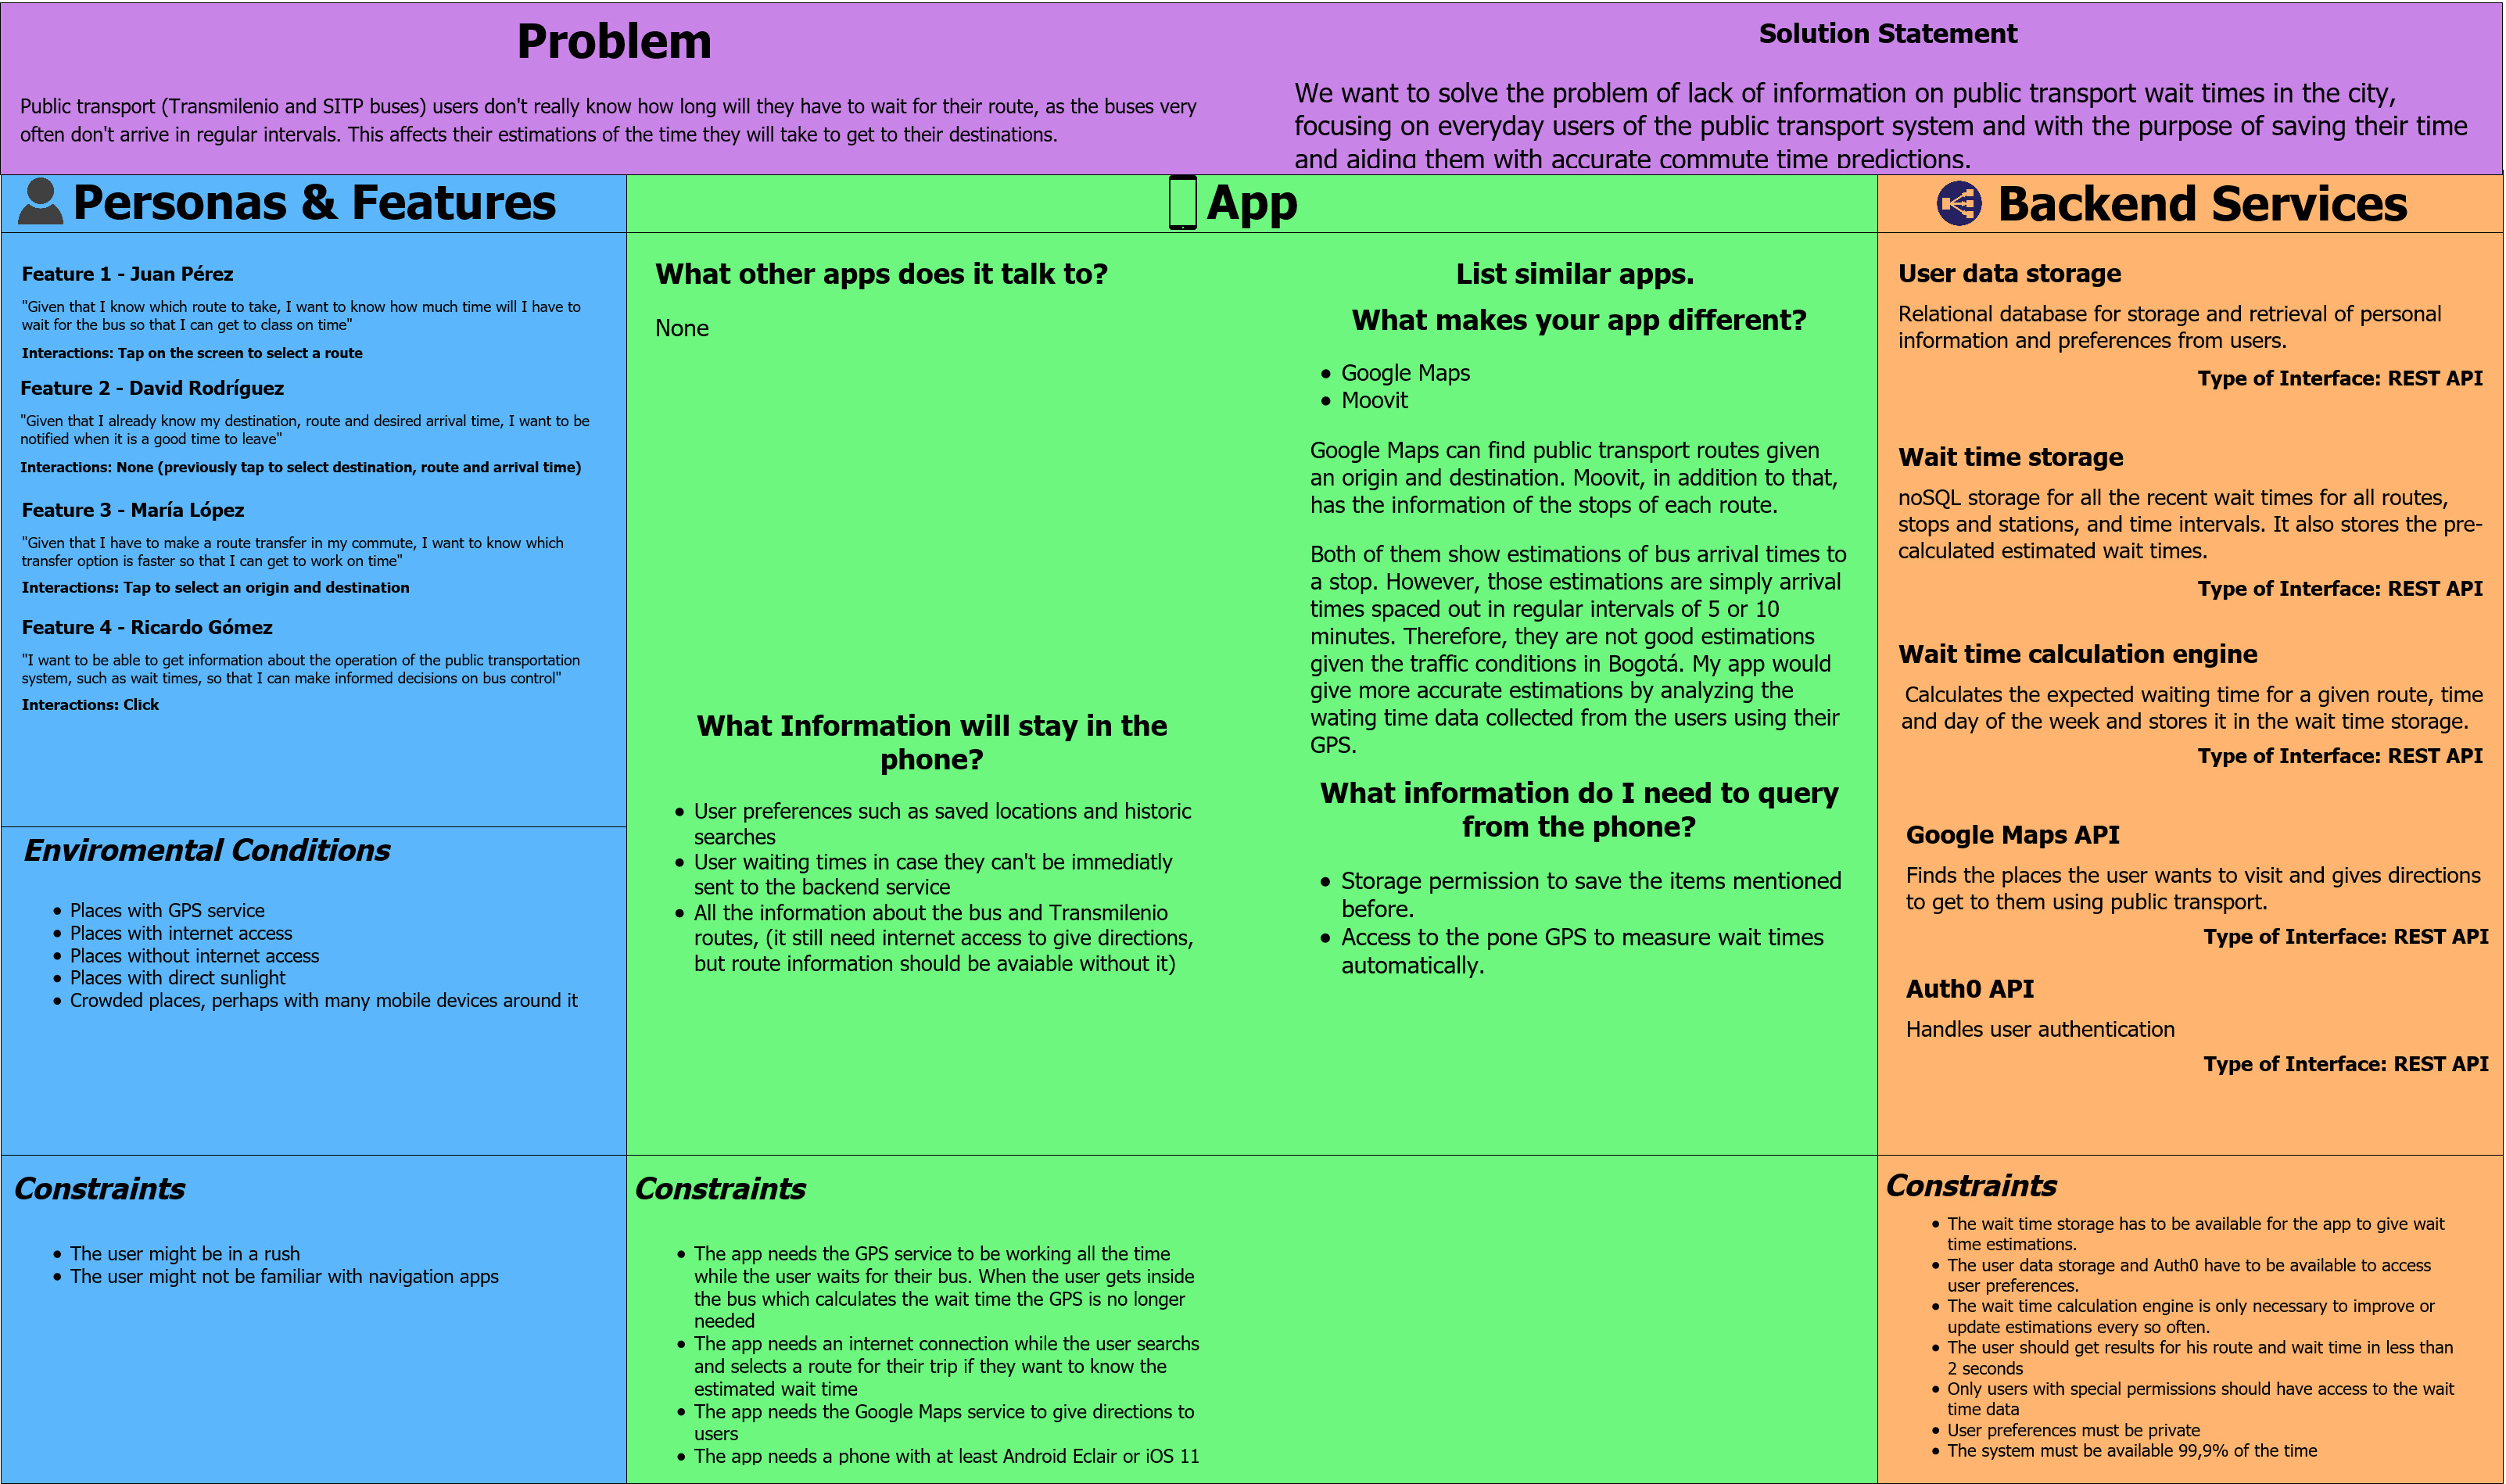 Problem
Public transport (Transmilenio and SITP buses) users don't really know how long will they have to wait for their route, as the buses very
often don't arrive in regular intervals. This affects their estimations of the time they will take to get to their destinations.
Solution Statement
We want to solve the problem of lack of information on public transport wait times in the city,
focusing on everyday users of the public transport system and with the purpose of saving their time
and aiding them with accurate commute time predictions.
Personas & Features
Feature 1 - Juan Pérez
"Given that I know which route to take, I want to know how much time will I have to
wait for the bus so that I can get to class on time"
Interactions: Tap on the screen to select a route
Feature 2 - David Rodríguez
"Given that I already know my destination, route and desired arrival time, I want to be
notified when it is a good time to leave"
Interactions: None (previously tap to select destination, route and arrival time)
Feature 3 - María López
"Given that I have to make a route transfer in my commute, I want to know which
transfer option is faster so that I can get to work on time"
Interactions: Tap to select an origin and destination
Feature 4 - Ricardo Gómez
"I want to be able to get information about the operation of the public transportation
system, such as wait times, so that I can make informed decisions on bus control"
Interactions: Click
Enviromental Conditions
• Places with GPS service
• Places with internet access
• Places without internet access
• Places with direct sunlight
• Crowded places, perhaps with many mobile devices around it
Constraints
• The user might be in a rush
• The user might not be familiar with navigation apps
App
What other apps does it talk to?
None
What Information will stay in the
phone?
• User preferences such as saved locations and historic
searches
• User waiting times in case they can't be immediatly
sent to the backend service
• All the information about the bus and Transmilenio
routes, (it still need internet access to give directions,
but route information should be avaiable without it)
List similar apps.
What makes your app different?
• Google Maps
• Moovit
Google Maps can find public transport routes given
an origin and destination. Moovit, in addition to that,
has the information of the stops of each route.
Both of them show estimations of bus arrival times to
a stop. However, those estimations are simply arrival
times spaced out in regular intervals of 5 or 10
minutes. Therefore, they are not good estimations
given the traffic conditions in Bogotá. My app would
give more accurate estimations by analyzing the
wating time data collected from the users using their
GPS.
What information do I need to query
from the phone?
• Storage permission to save the items mentioned
before.
• Access to the pone GPS to measure wait times
automatically.
Constraints
• The app needs the GPS service to be working all the time
while the user waits for their bus. When the user gets inside
the bus which calculates the wait time the GPS is no longer
needed
• The app needs an internet connection while the user searchs
and selects a route for their trip if they want to know the
estimated wait time
• The app needs the Google Maps service to give directions to
users
• The app needs a phone with at least Android Eclair or iOS 11
Backend Services
User data storage
Relational database for storage and retrieval of personal
information and preferences from users.
Type of Interface: REST API
Wait time storage
noSQL storage for all the recent wait times for all routes,
stops and stations, and time intervals. It also stores the pre-
calculated estimated wait times.
Type of Interface: REST API
Wait time calculation engine
Calculates the expected waiting time for a given route, time
and day of the week and stores it in the wait time storage.
Type of Interface: REST API
Google Maps API
Finds the places the user wants to visit and gives directions
to get to them using public transport.
Type of Interface: REST API
Auth0 API
Handles user authentication
Type of Interface: REST API
Constraints
• The wait time storage has to be available for the app to give wait
time estimations.
• The user data storage and Auth0 have to be available to access
user preferences.
• The wait time calculation engine is only necessary to improve or
update estimations every so often.
• The user should get results for his route and wait time in less than
2 seconds
• Only users with special permissions should have access to the wait
time data
• User preferences must be private
• The system must be available 99,9% of the time